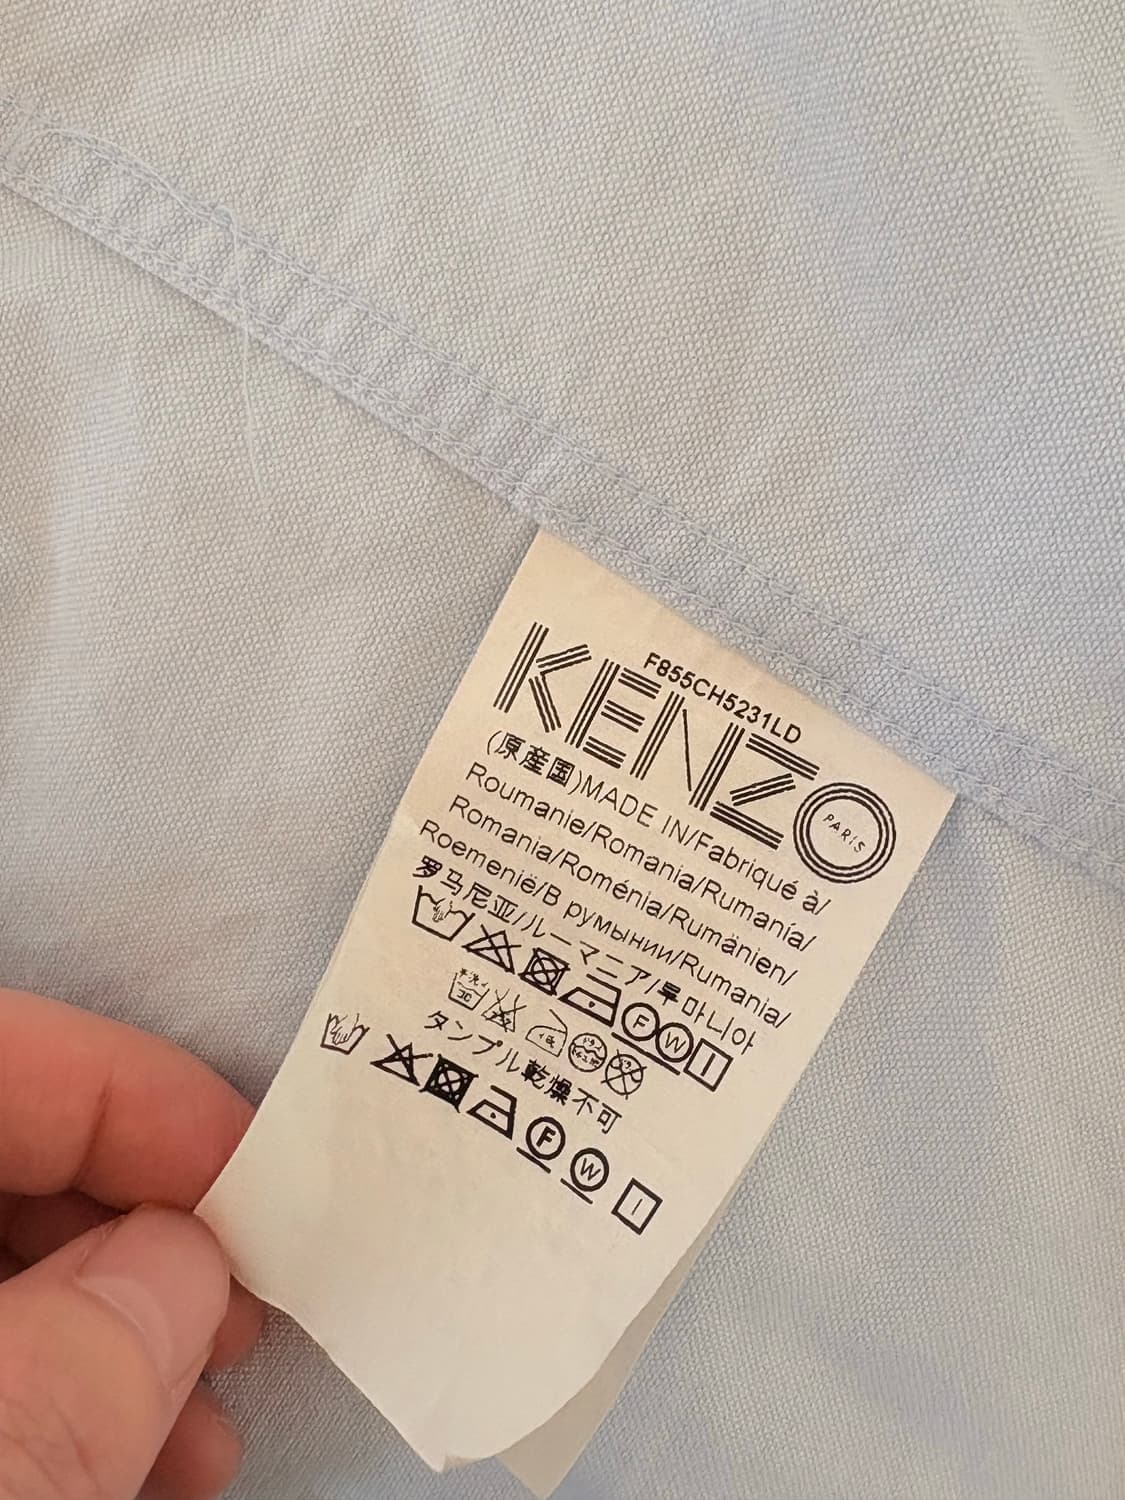 F855CH5231LD
KENZO
PARIS
(原産国)MADE IN/Fabriqué à/
Roumanie/Romania/Rumanía/
Romania/Roménia/Rumänien/
Roemenië/В румынии/Rumania/
罗马尼亚/ルーマニア/루마니아
F W
タンブル乾燥不可
F W